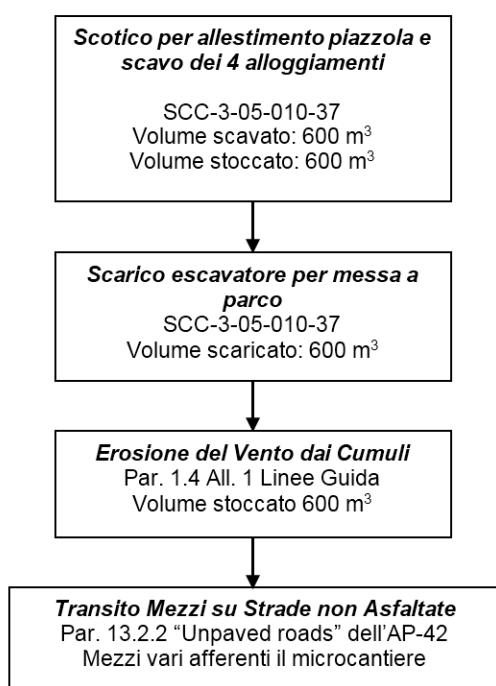 Scotico per allestimento piazzola e
scavo dei 4 alloggiamenti
SCC-3-05-010-37
Volume scavato: 600 m³
Volume stoccato: 600 m³
Scarico escavatore per messa a
parco
SCC-3-05-010-37
Volume scaricato: 600 m³
Erosione del Vento dai Cumuli
Par. 1.4 All. 1 Linee Guida
Volume stoccato 600 m³
Transito Mezzi su Strade non Asfaltate
Par. 13.2.2 “Unpaved roads” dell’AP-42
Mezzi vari afferenti il microcantiere